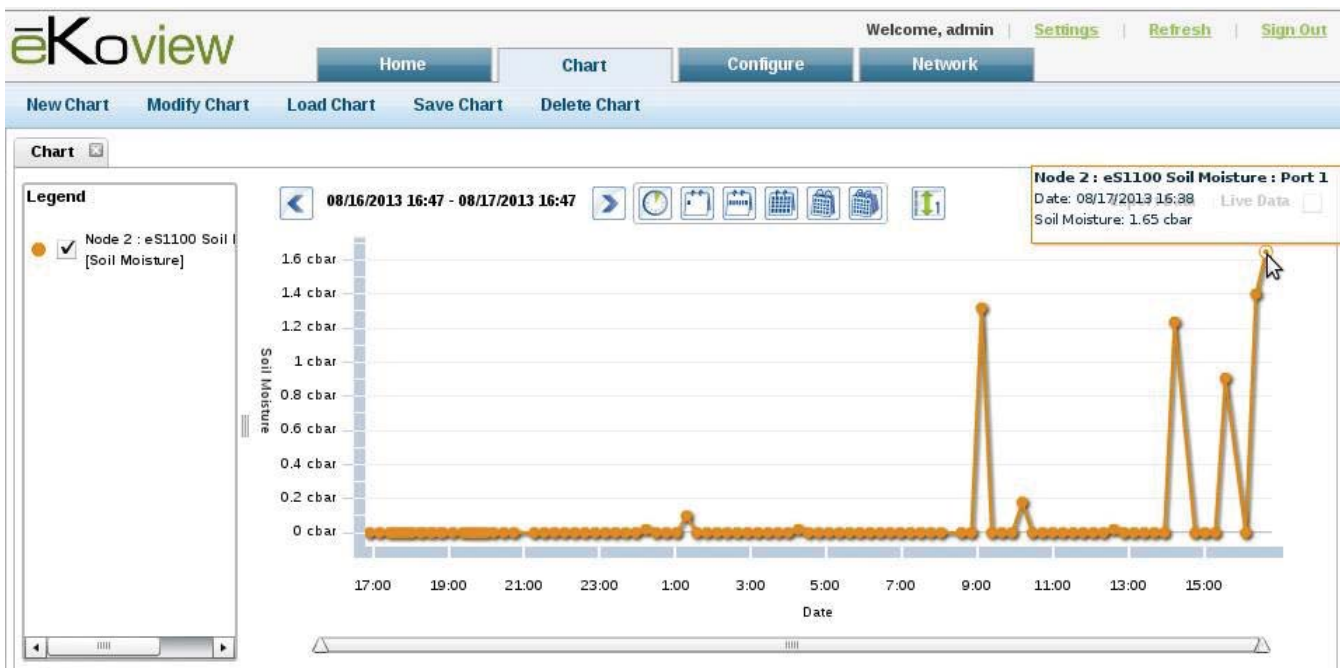 ēKoview
Welcome, admin | Settings | Refresh | Sign Out
Home Chart Configure Network
New Chart Modify Chart Load Chart Save Chart Delete Chart
Chart
Legend
Node 2 : eS1100 Soil
[Soil Moisture]
08/16/2013 16:47 - 08/17/2013 16:47
Node 2 : eS1100 Soil Moisture : Port 1
Date: 08/17/2013 16:38
Live Data
Soil Moisture: 1.65 cbar
Soil Moisture
1.6 cbar
1.4 cbar
1.2 cbar
1 cbar
0.8 cbar
0.6 cbar
0.4 cbar
0.2 cbar
0 cbar
17:00 19:00 21:00 23:00 1:00 3:00 5:00 7:00 9:00 11:00 13:00 15:00
Date